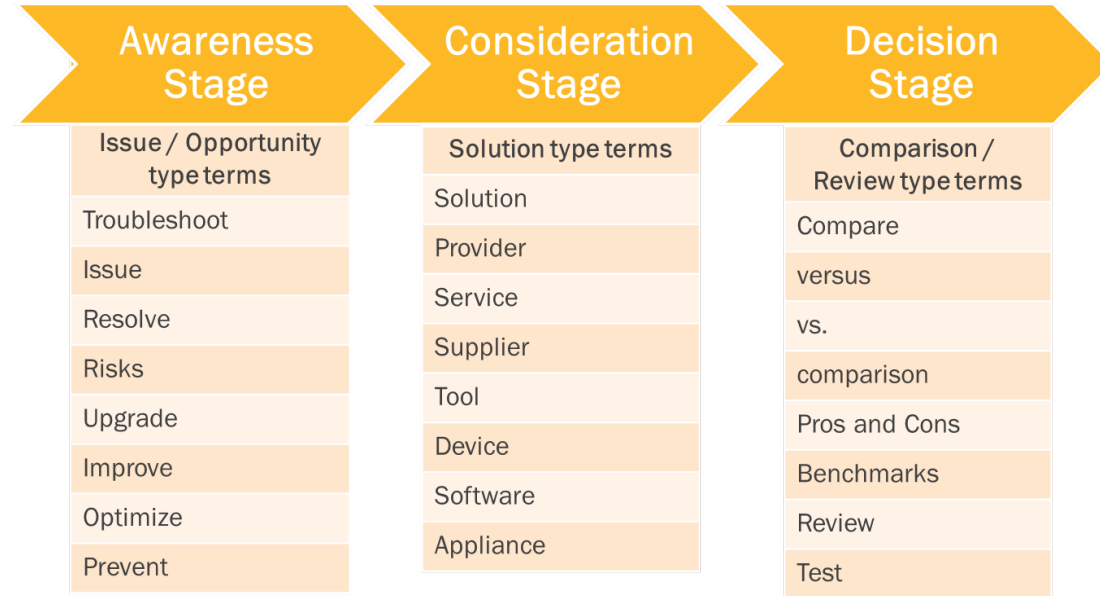 Awareness
Stage
Consideration
Stage
Decision
Stage
Issue / Opportunity
type terms
Troubleshoot
Issue
Resolve
Risks
Upgrade
Improve
Optimize
Prevent
Solution type terms
Solution
Provider
Service
Supplier
Tool
Device
Software
Appliance
Comparison /
Review type terms
Compare
versus
vs.
comparison
Pros and Cons
Benchmarks
Review
Test